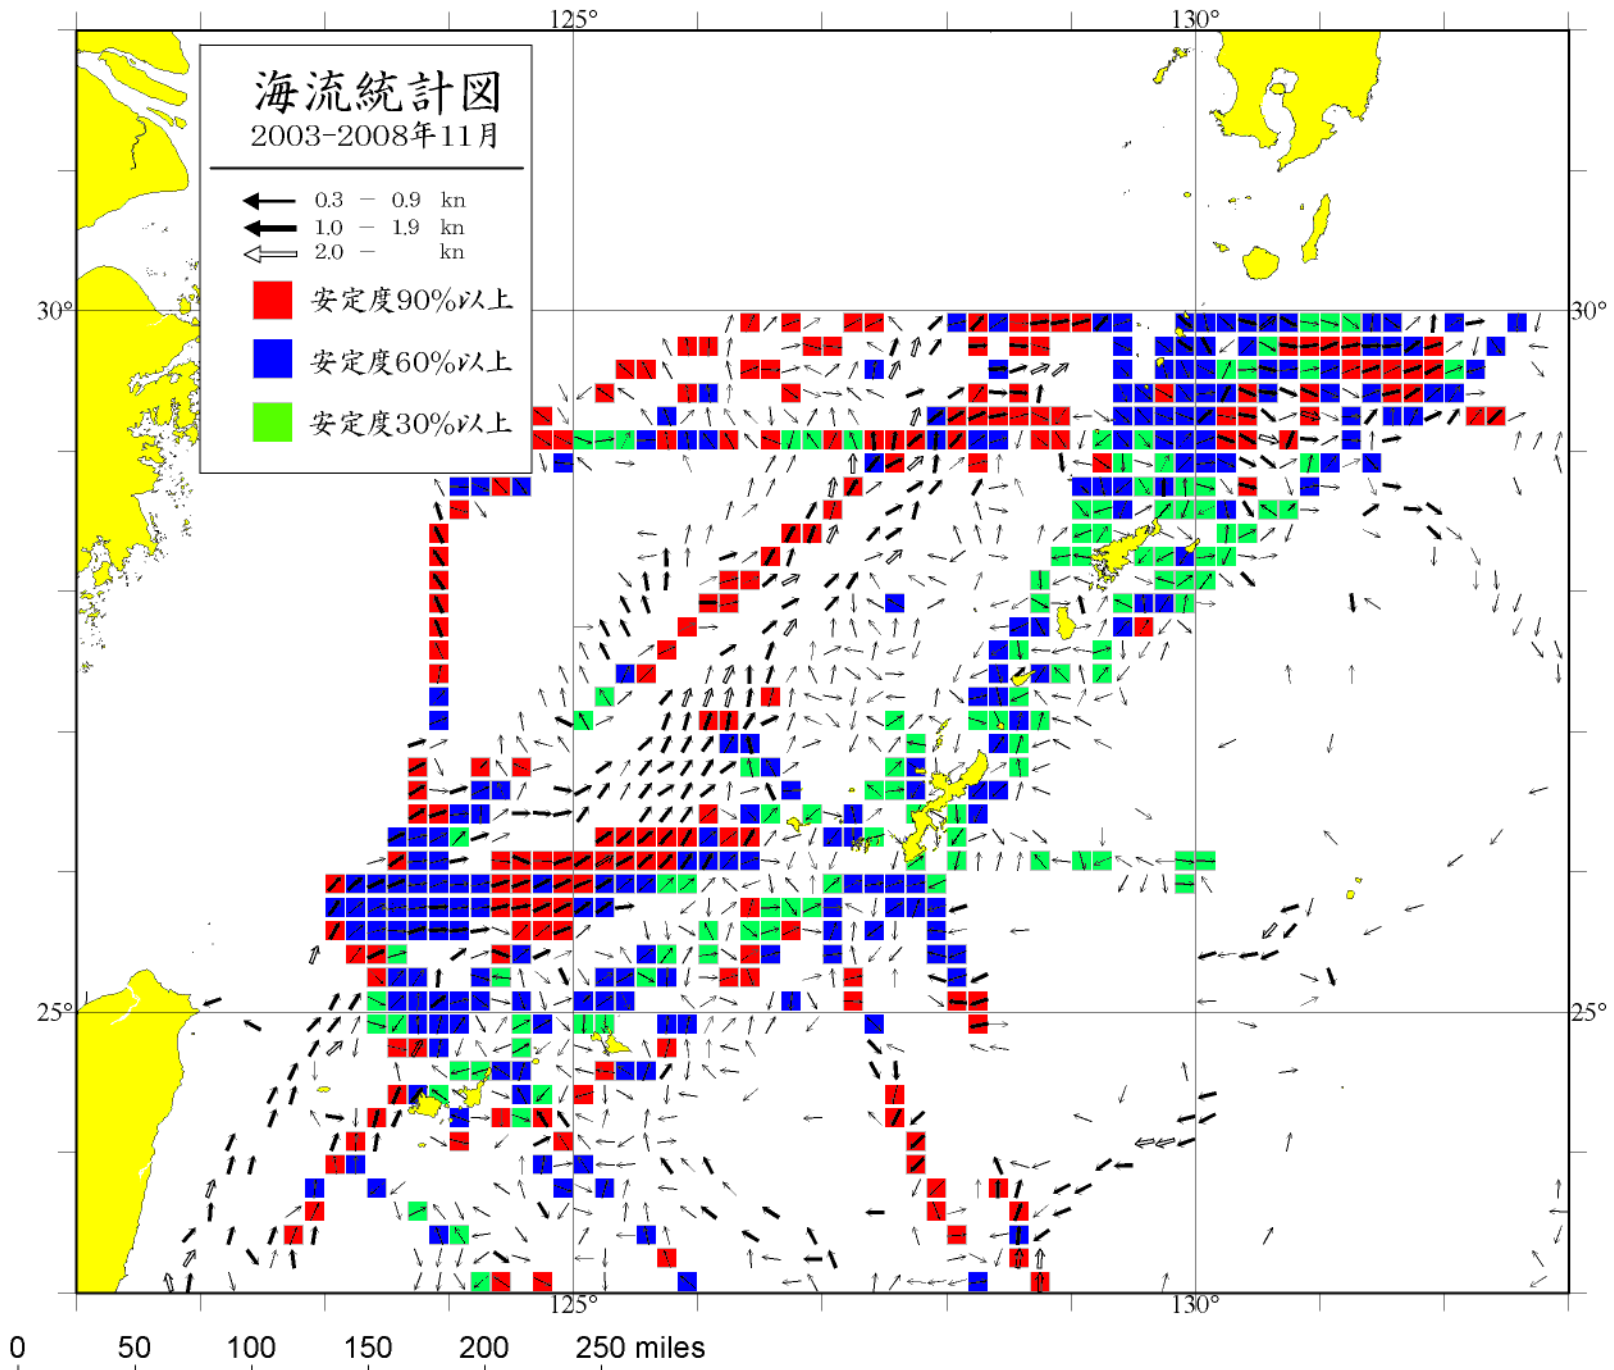 125° 130°
海流統計図
2003-2008年11月
0.3 - 0.9 kn
1.0 - 1.9 kn
2.0 - kn
安定度90%以上
安定度60%以上
安定度30%以上
30° 30°
25° 25°
125° 130°
0 50 100 150 200 250 miles